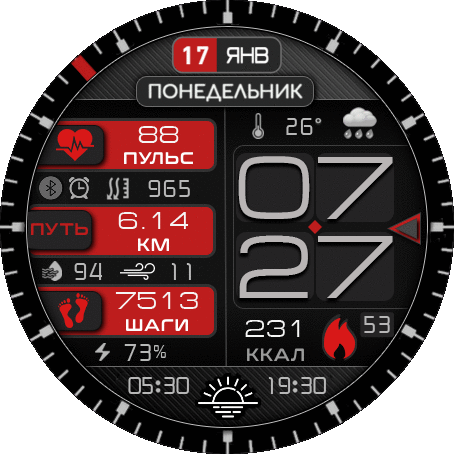 17 ЯНВ
ПОНЕДЕЛЬНИК
88
ПУЛЬС
26°
965
07
ПУТЬ
6.14
КМ
94
11
27
7513
ШАГИ
231
ККАЛ
53
73%
05:30
19:30